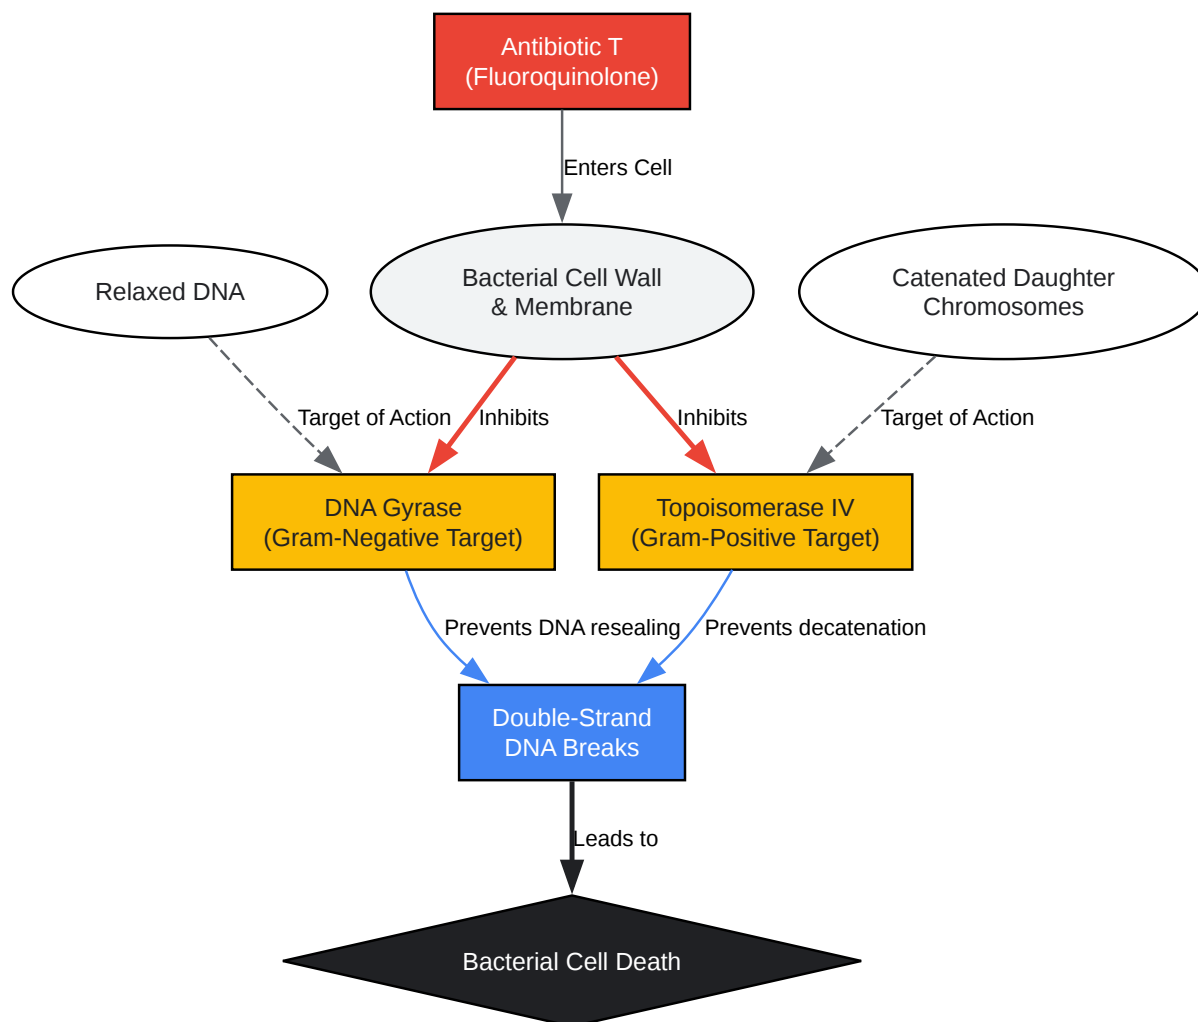 Antibiotic T
(Fluoroquinolone)
Enters Cell
Relaxed DNA
Bacterial Cell Wall
& Membrane
Catenated Daughter
Chromosomes
Target of Action
Inhibits
Inhibits
Target of Action
DNA Gyrase
(Gram-Negative Target)
Topoisomerase IV
(Gram-Positive Target)
Prevents DNA resealing
Prevents decatenation
Double-Strand
DNA Breaks
Leads to
Bacterial Cell Death